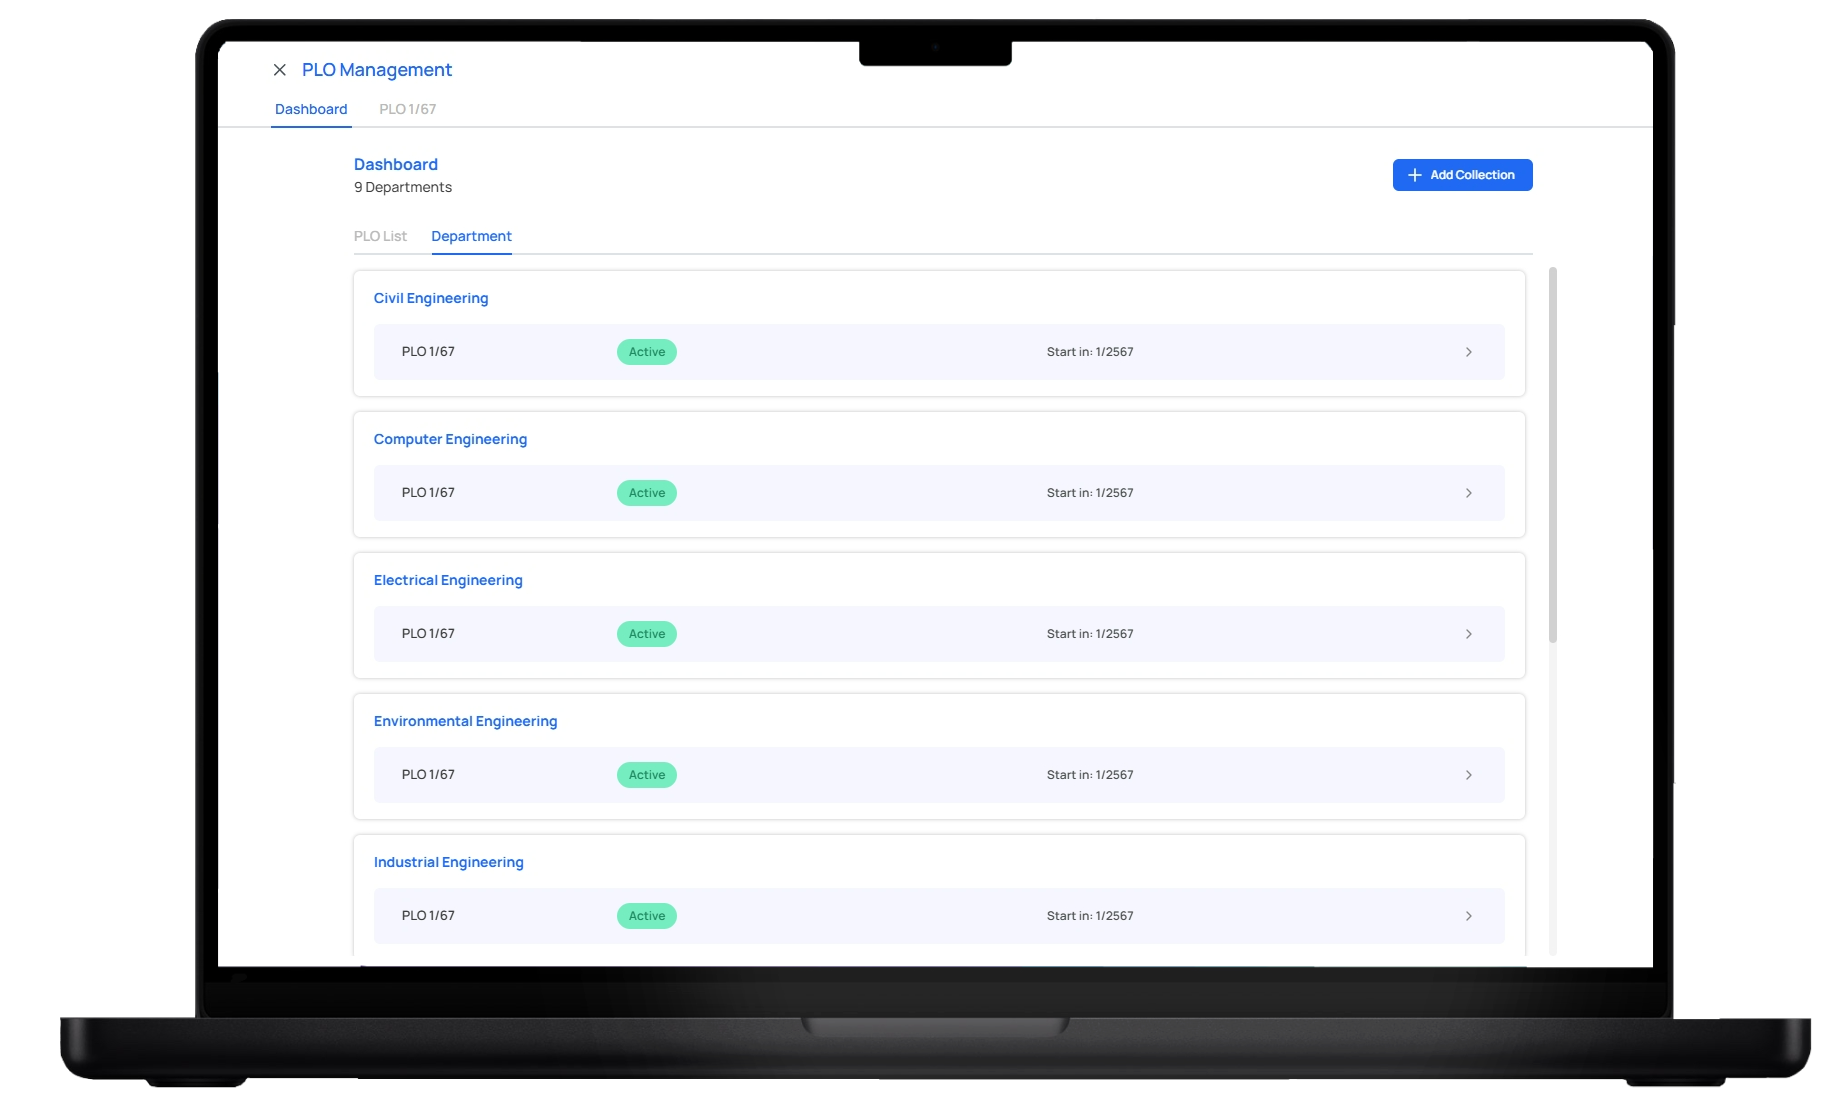 PLO Management
Dashboard PLO 1/67
Dashboard
9 Departments
Add Collection
PLO List Department
Civil Engineering
PLO 1/67 Active Start in: 1/2567
Computer Engineering
PLO 1/67 Active Start in: 1/2567
Electrical Engineering
PLO 1/67 Active Start in: 1/2567
Environmental Engineering
PLO 1/67 Active Start in: 1/2567
Industrial Engineering
PLO 1/67 Active Start in: 1/2567